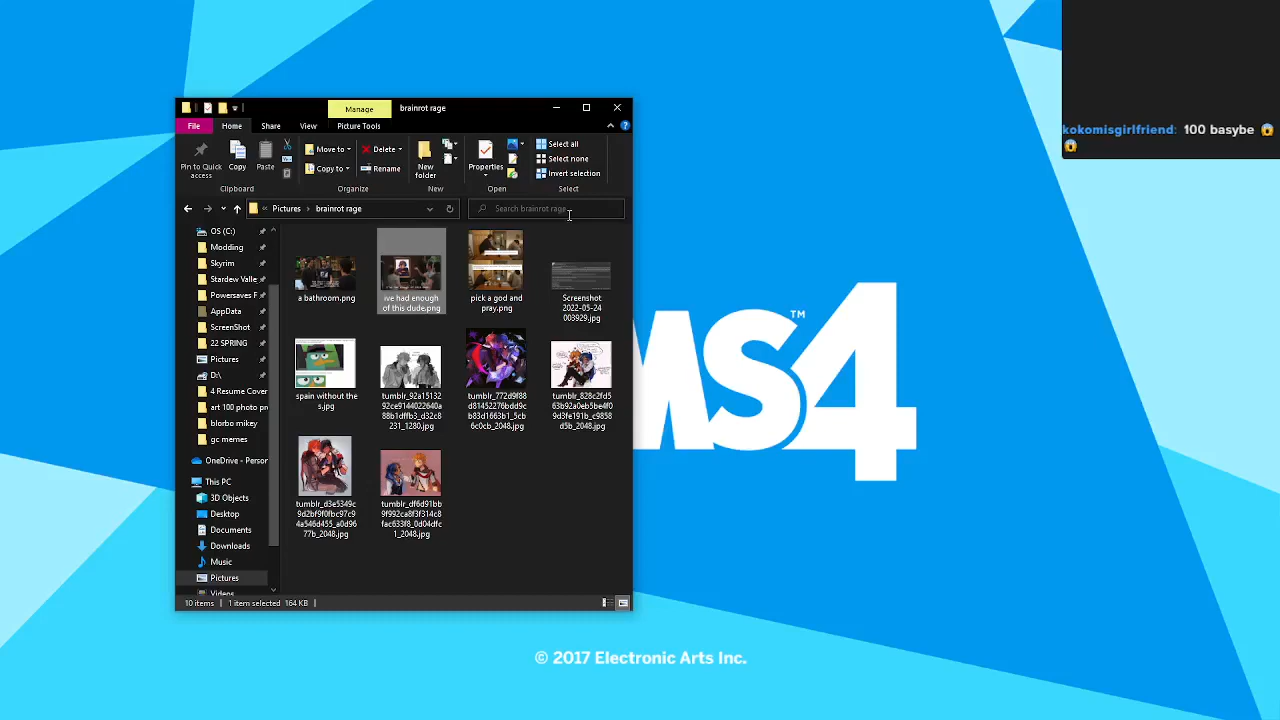 kokomisgirlfriend: 100 basybe 😱
😱
Manage
brainrot rage
File
Home
Share
View
Picture Tools
Pin to Quick
access
Copy
Paste
Move to
Copy to
Delete
Rename
New
folder
Properties
Select all
Select none
Invert selection
Clipboard
Organize
New
Open
Select
« Pictures › brainrot rage
Search brainrot rage
OS (C:)
Modding
Skyrim
Stardew Valle
Powersaves F
AppData
ScreenShot
22 SPRING
Pictures
D:\
4 Resume Cover
art 100 photo pr
blorbo mikey
gc memes
OneDrive - Person
This PC
3D Objects
Desktop
Documents
Downloads
Music
Pictures
Videos
a bathroom.png
ive had enough
of this dude.png
pick a god and
pray.png
Screenshot
2022-05-24
003929.jpg
spain without the
s.jpg
MS4™
10 items
1 item selected 164 KB
© 2017 Electronic Arts Inc.